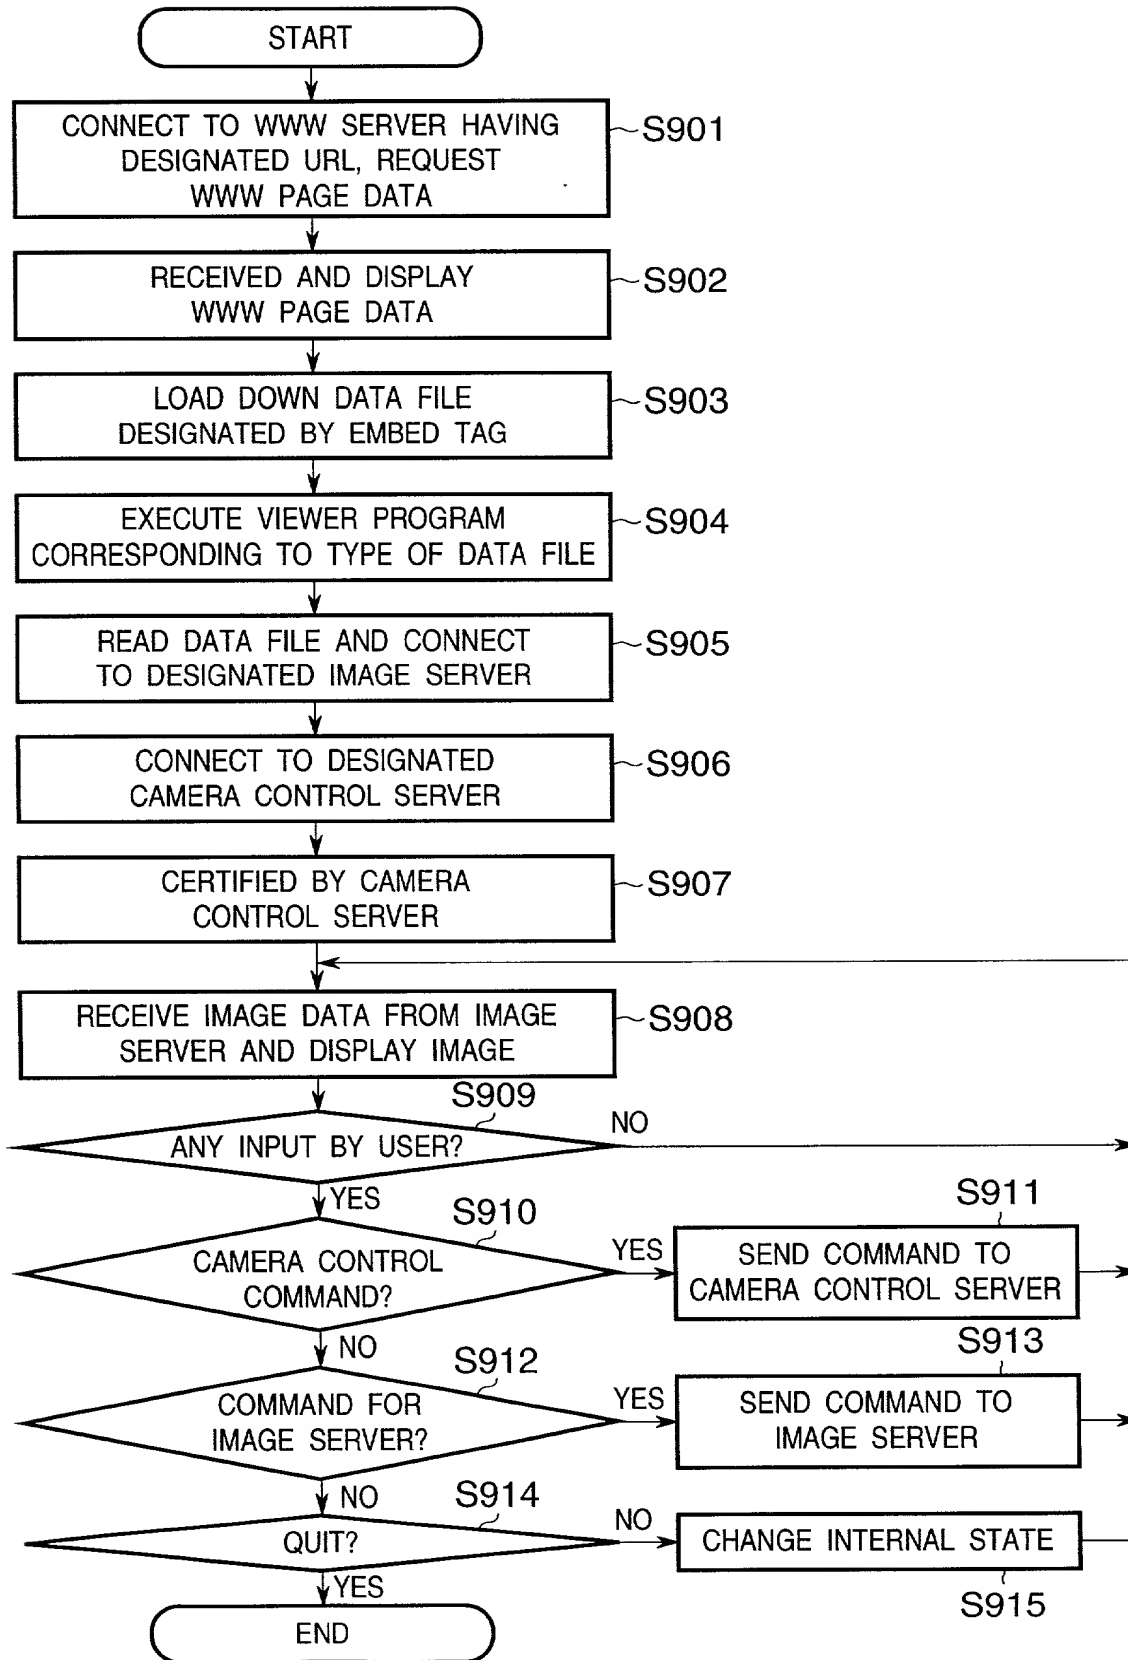 START
CONNECT TO WWW SERVER HAVING
DESIGNATED URL, REQUEST
WWW PAGE DATA
S901
RECEIVED AND DISPLAY
WWW PAGE DATA
S902
LOAD DOWN DATA FILE
DESIGNATED BY EMBED TAG
S903
EXECUTE VIEWER PROGRAM
CORRESPONDING TO TYPE OF DATA FILE
S904
READ DATA FILE AND CONNECT
TO DESIGNATED IMAGE SERVER
S905
CONNECT TO DESIGNATED
CAMERA CONTROL SERVER
S906
CERTIFIED BY CAMERA
CONTROL SERVER
S907
RECEIVE IMAGE DATA FROM IMAGE
SERVER AND DISPLAY IMAGE
S908
S909
ANY INPUT BY USER?
NO
YES
S910
CAMERA CONTROL
COMMAND?
YES
S911
SEND COMMAND TO
CAMERA CONTROL SERVER
NO
S912
COMMAND FOR
IMAGE SERVER?
YES
S913
SEND COMMAND TO
IMAGE SERVER
NO
S914
QUIT?
NO
CHANGE INTERNAL STATE
S915
YES
END